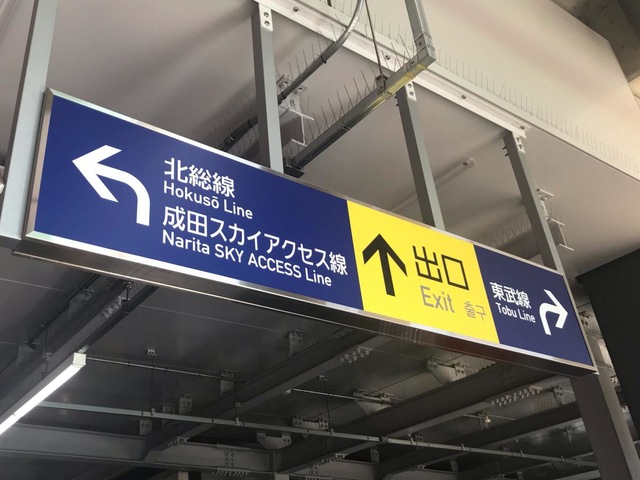 北総線
Hokusō Line
成田スカイアクセス線
Narita SKY ACCESS Line
出口
Exit 출구
東武線
Tobu Line